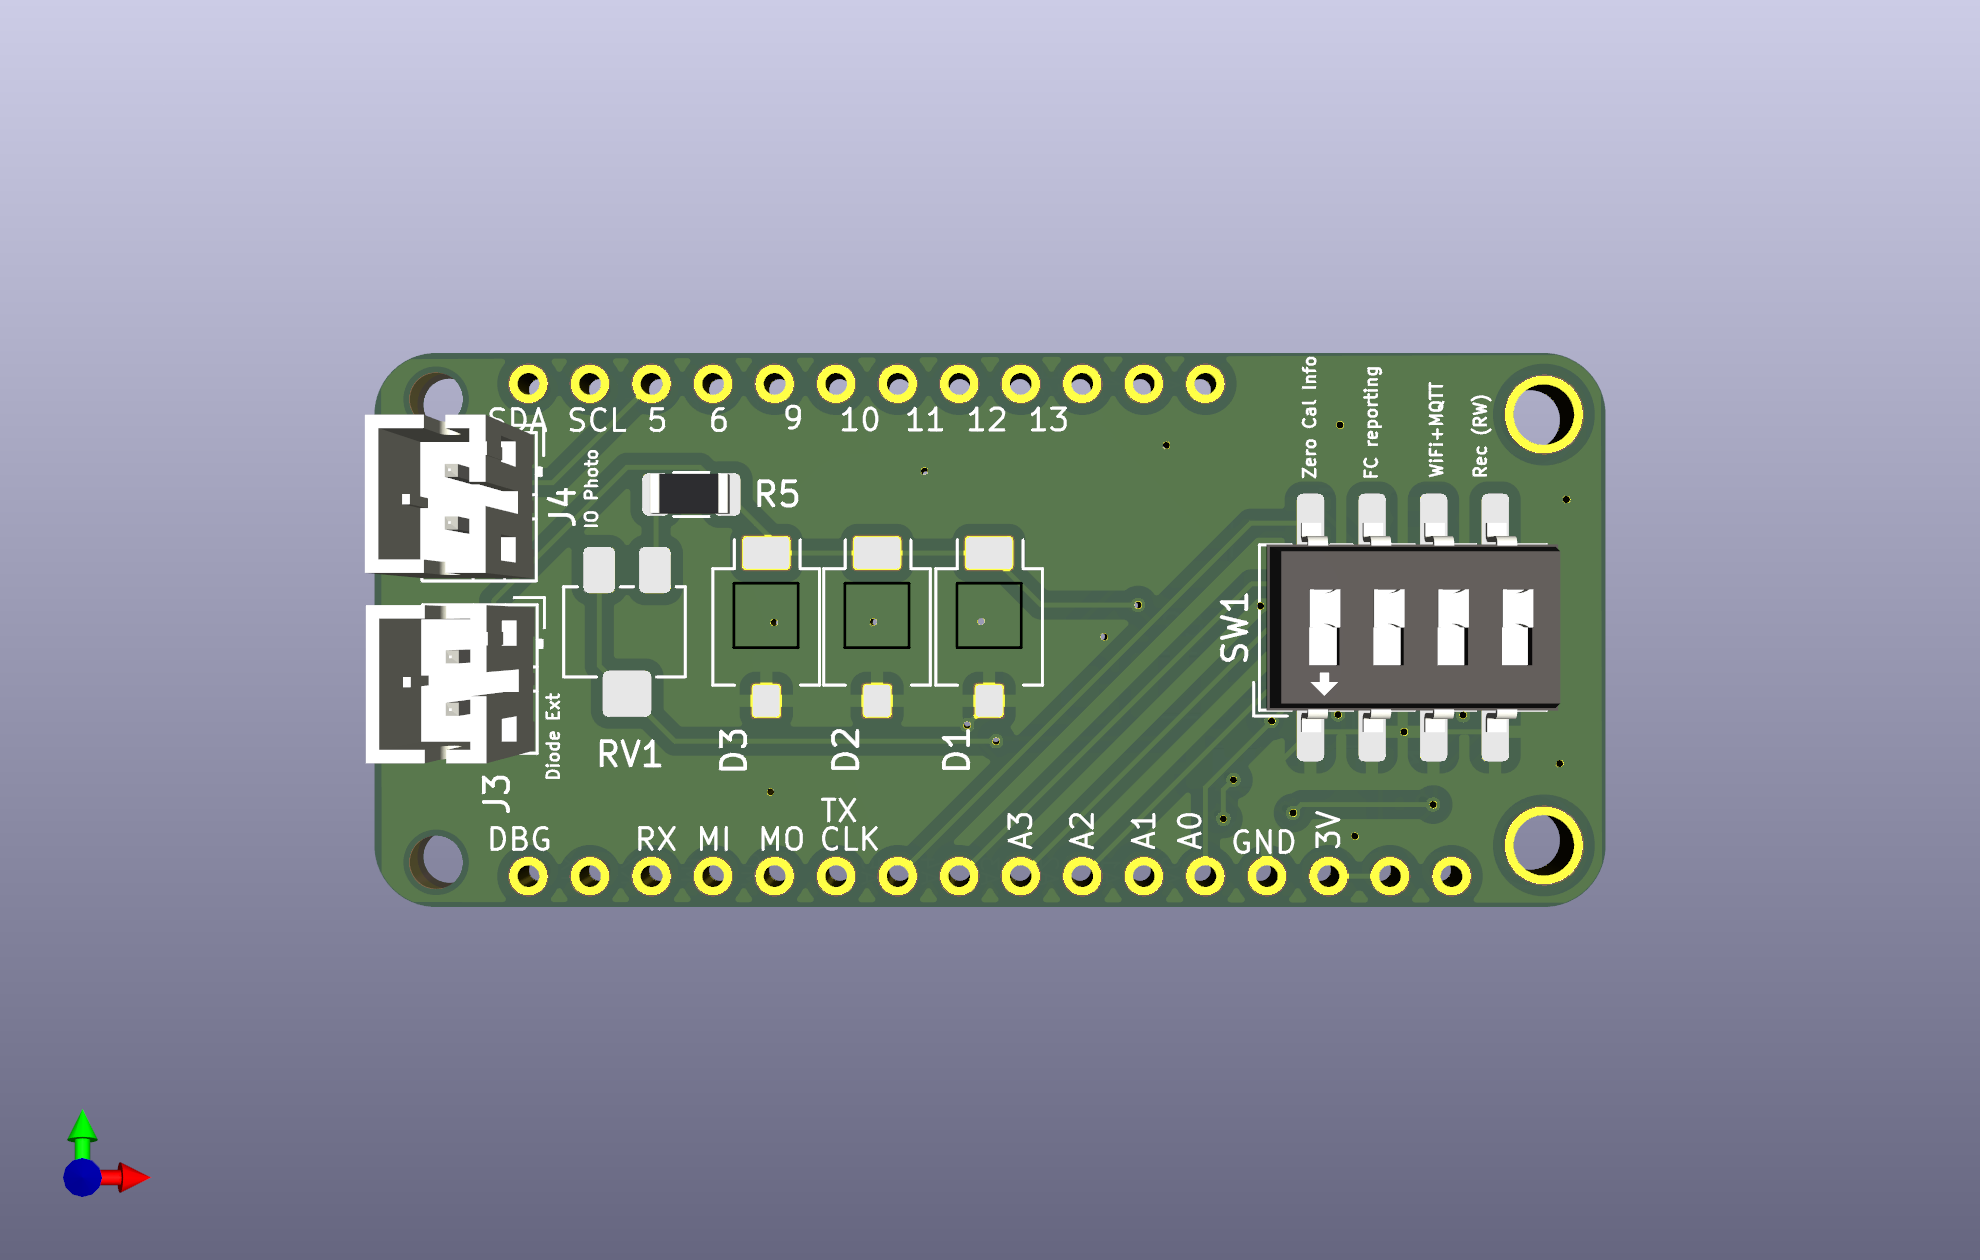 SDA SCL 5 6 9 10 11 12 13
Zero Cal Info
FC reporting
WiFi+MQTT
Rec (RW)
J4
IO Photo
R5
SW1
J3
Diode Ext
RV1
D3
D2
D1
TX
DBG RX MI MO CLK A3 A2 A1 A0 GND 3V